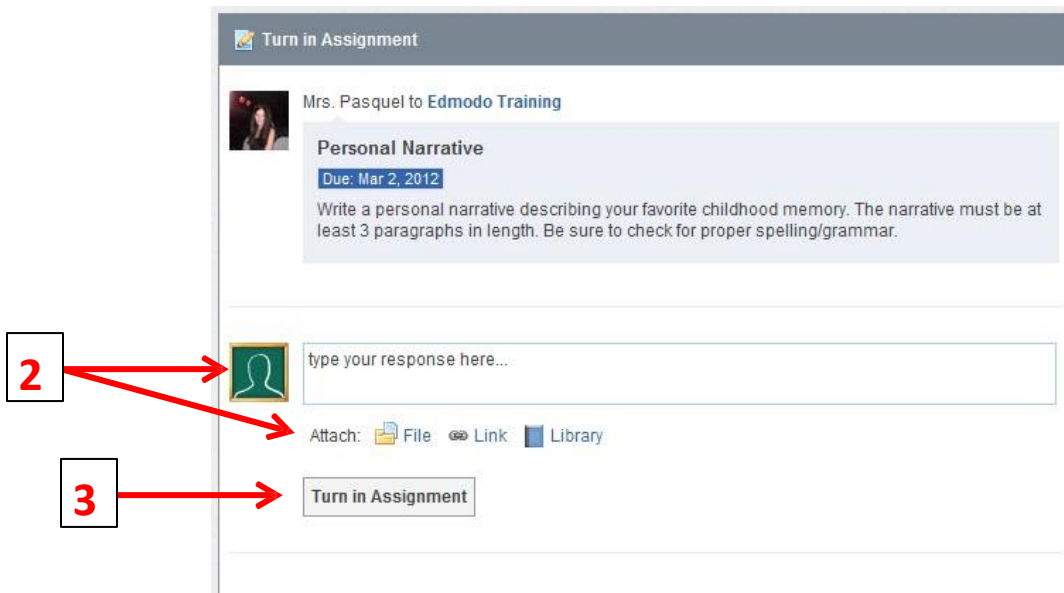 Turn in Assignment
Mrs. Pasquel to Edmodo Training
Personal Narrative
Due: Mar 2, 2012
Write a personal narrative describing your favorite childhood memory. The narrative must be at
least 3 paragraphs in length. Be sure to check for proper spelling/grammar.
2
type your response here...
Attach: File Link Library
3
Turn in Assignment